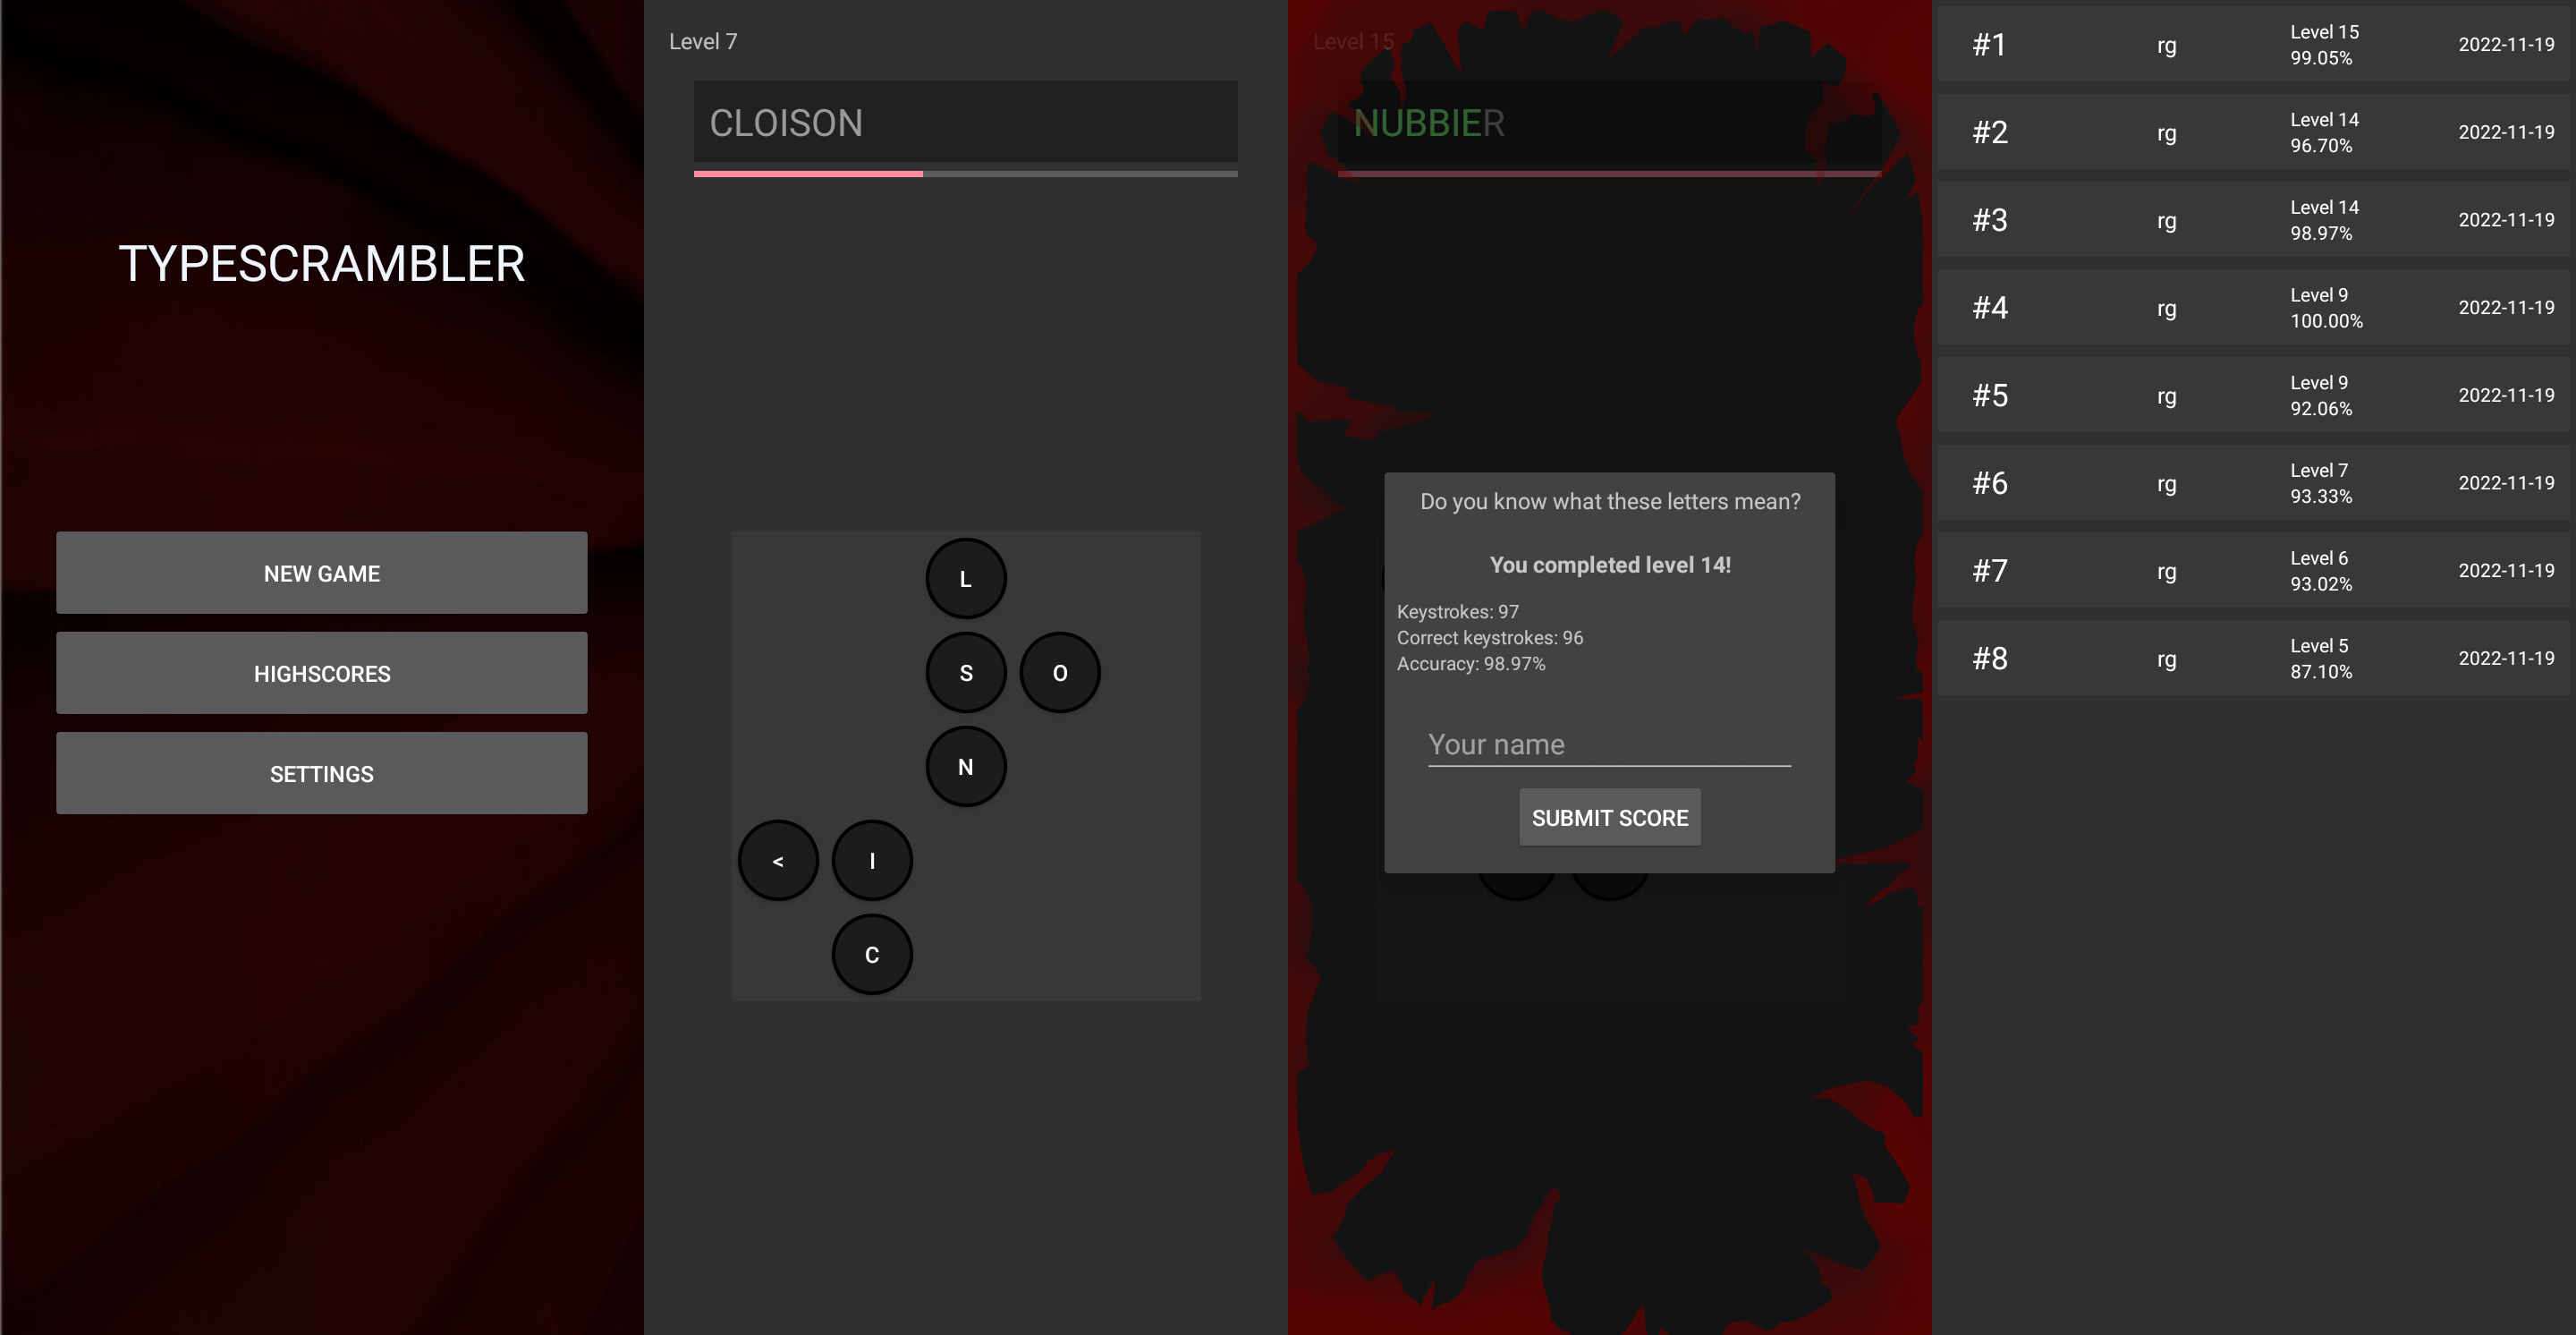 TYPESCRAMBLER
NEW GAME
HIGHSCORES
SETTINGS
Level 7
CLOISON
L
S O
N
< I
C
Level 15
NUBBIER
Do you know what these letters mean?
You completed level 14!
Keystrokes: 97
Correct keystrokes: 96
Accuracy: 98.97%
Your name
SUBMIT SCORE
#1 rg Level 15 2022-11-19
99.05%
#2 rg Level 14 2022-11-19
96.70%
#3 rg Level 14 2022-11-19
98.97%
#4 rg Level 9 2022-11-19
100.00%
#5 rg Level 9 2022-11-19
92.06%
#6 rg Level 7 2022-11-19
93.33%
#7 rg Level 6 2022-11-19
93.02%
#8 rg Level 5 2022-11-19
87.10%